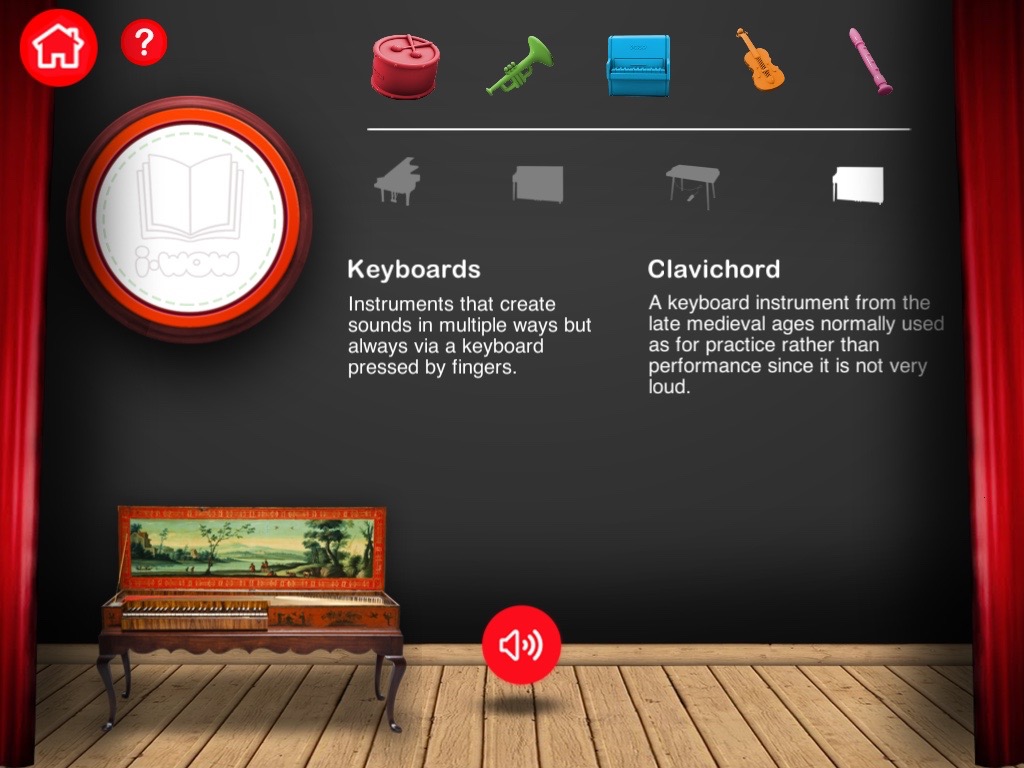 ?
i-wow
Keyboards
Instruments that create
sounds in multiple ways but
always via a keyboard
pressed by fingers.
Clavichord
A keyboard instrument from the
late medieval ages normally used
as for practice rather than
performance since it is not very
loud.